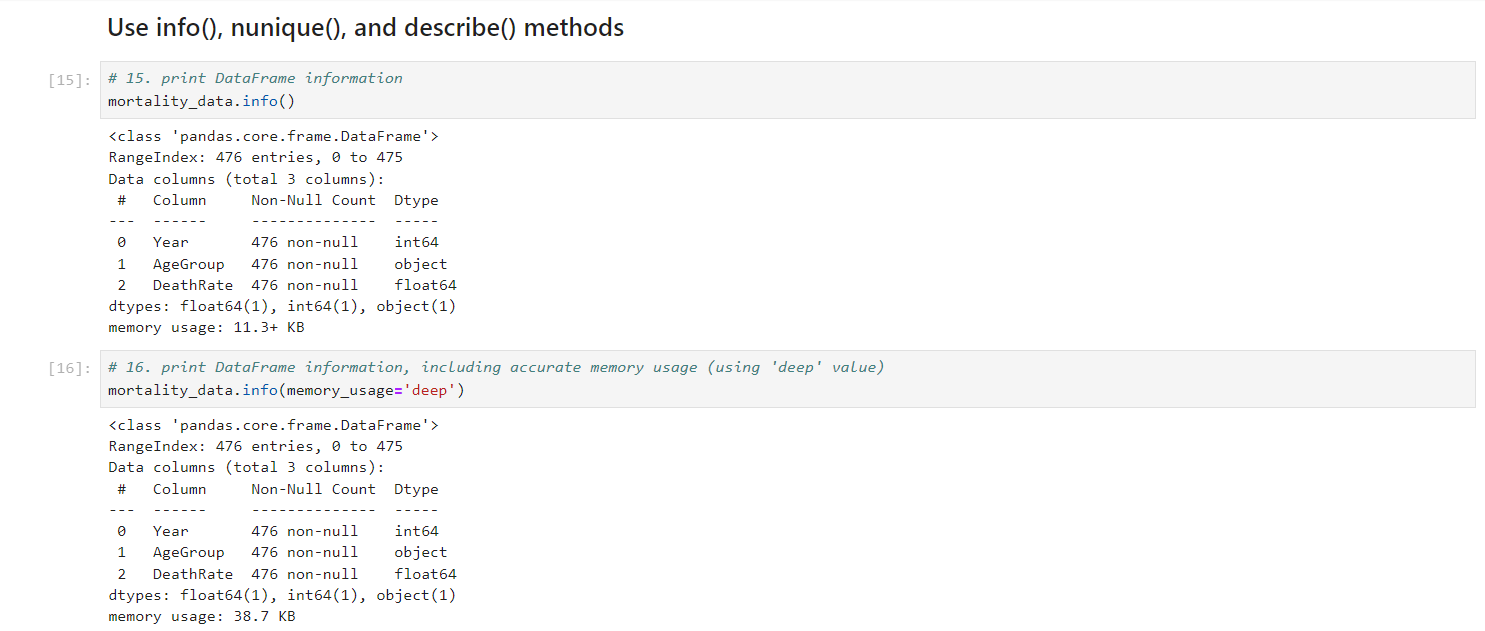 Use info(), nunique(), and describe() methods
[15]: # 15. print DataFrame information
mortality_data.info()
<class 'pandas.core.frame.DataFrame'>
RangeIndex: 476 entries, 0 to 475
Data columns (total 3 columns):
 #   Column     Non-Null Count  Dtype
---  ------     --------------  -----
 0   Year       476 non-null    int64
 1   AgeGroup   476 non-null    object
 2   DeathRate  476 non-null    float64
dtypes: float64(1), int64(1), object(1)
memory usage: 11.3+ KB
[16]: # 16. print DataFrame information, including accurate memory usage (using 'deep' value)
mortality_data.info(memory_usage='deep')
<class 'pandas.core.frame.DataFrame'>
RangeIndex: 476 entries, 0 to 475
Data columns (total 3 columns):
 #   Column     Non-Null Count  Dtype
---  ------     --------------  -----
 0   Year       476 non-null    int64
 1   AgeGroup   476 non-null    object
 2   DeathRate  476 non-null    float64
dtypes: float64(1), int64(1), object(1)
memory usage: 38.7 KB